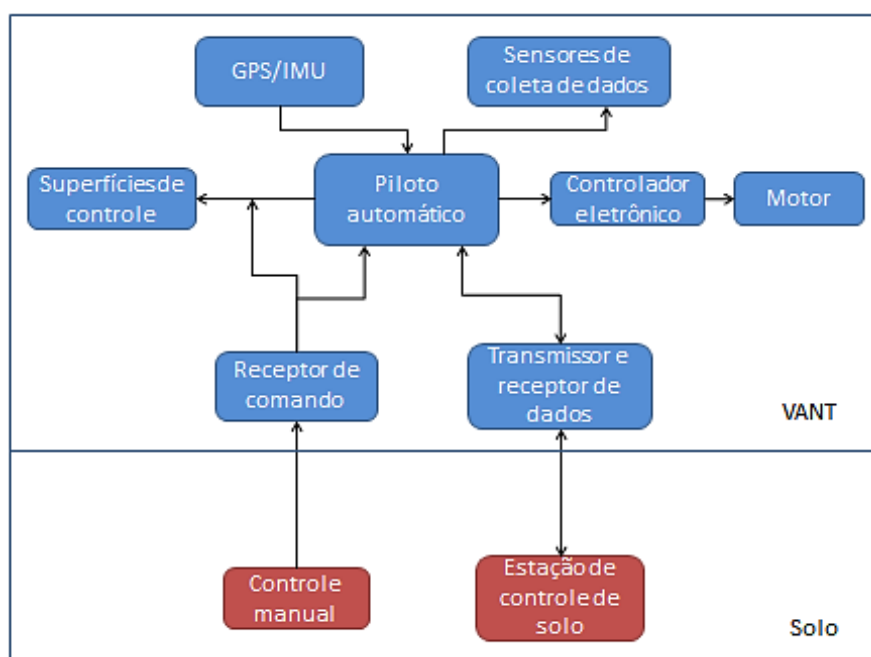 GPS/IMU
Sensores de
coleta de dados
Superfícies de
controle
Piloto
automático
Controlador
eletrônico
Motor
Receptor de
comando
Transmissor e
receptor de
dados
VANT
Controle
manual
Estação de
controle de
solo
Solo